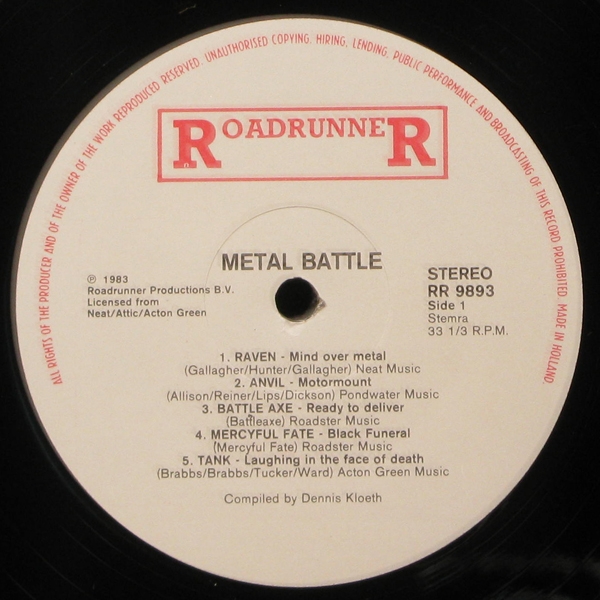 ALL RIGHTS OF THE PRODUCER AND OF THE OWNER OF THE WORK REPRODUCED RESERVED. UNAUTHORISED COPYING, HIRING, LENDING, PUBLIC PERFORMANCE AND BROADCASTING OF THIS RECORD PROHIBITED. MADE IN HOLLAND.
ROADRUNNER
METAL BATTLE
℗ 1983
Roadrunner Productions B.V.
Licensed from
Neat/Attic/Acton Green
STEREO
RR 9893
Side 1
Stemra
33 1/3 R.P.M.
1. RAVEN - Mind over metal
(Gallagher/Hunter/Gallagher) Neat Music
2. ANVIL - Motormount
(Allison/Reiner/Lips/Dickson) Pondwater Music
3. BATTLE AXE - Ready to deliver
(Battleaxe) Roadster Music
4. MERCYFUL FATE - Black Funeral
(Mercyful Fate) Roadster Music
5. TANK - Laughing in the face of death
(Brabbs/Brabbs/Tucker/Ward) Acton Green Music
Compiled by Dennis Kloeth